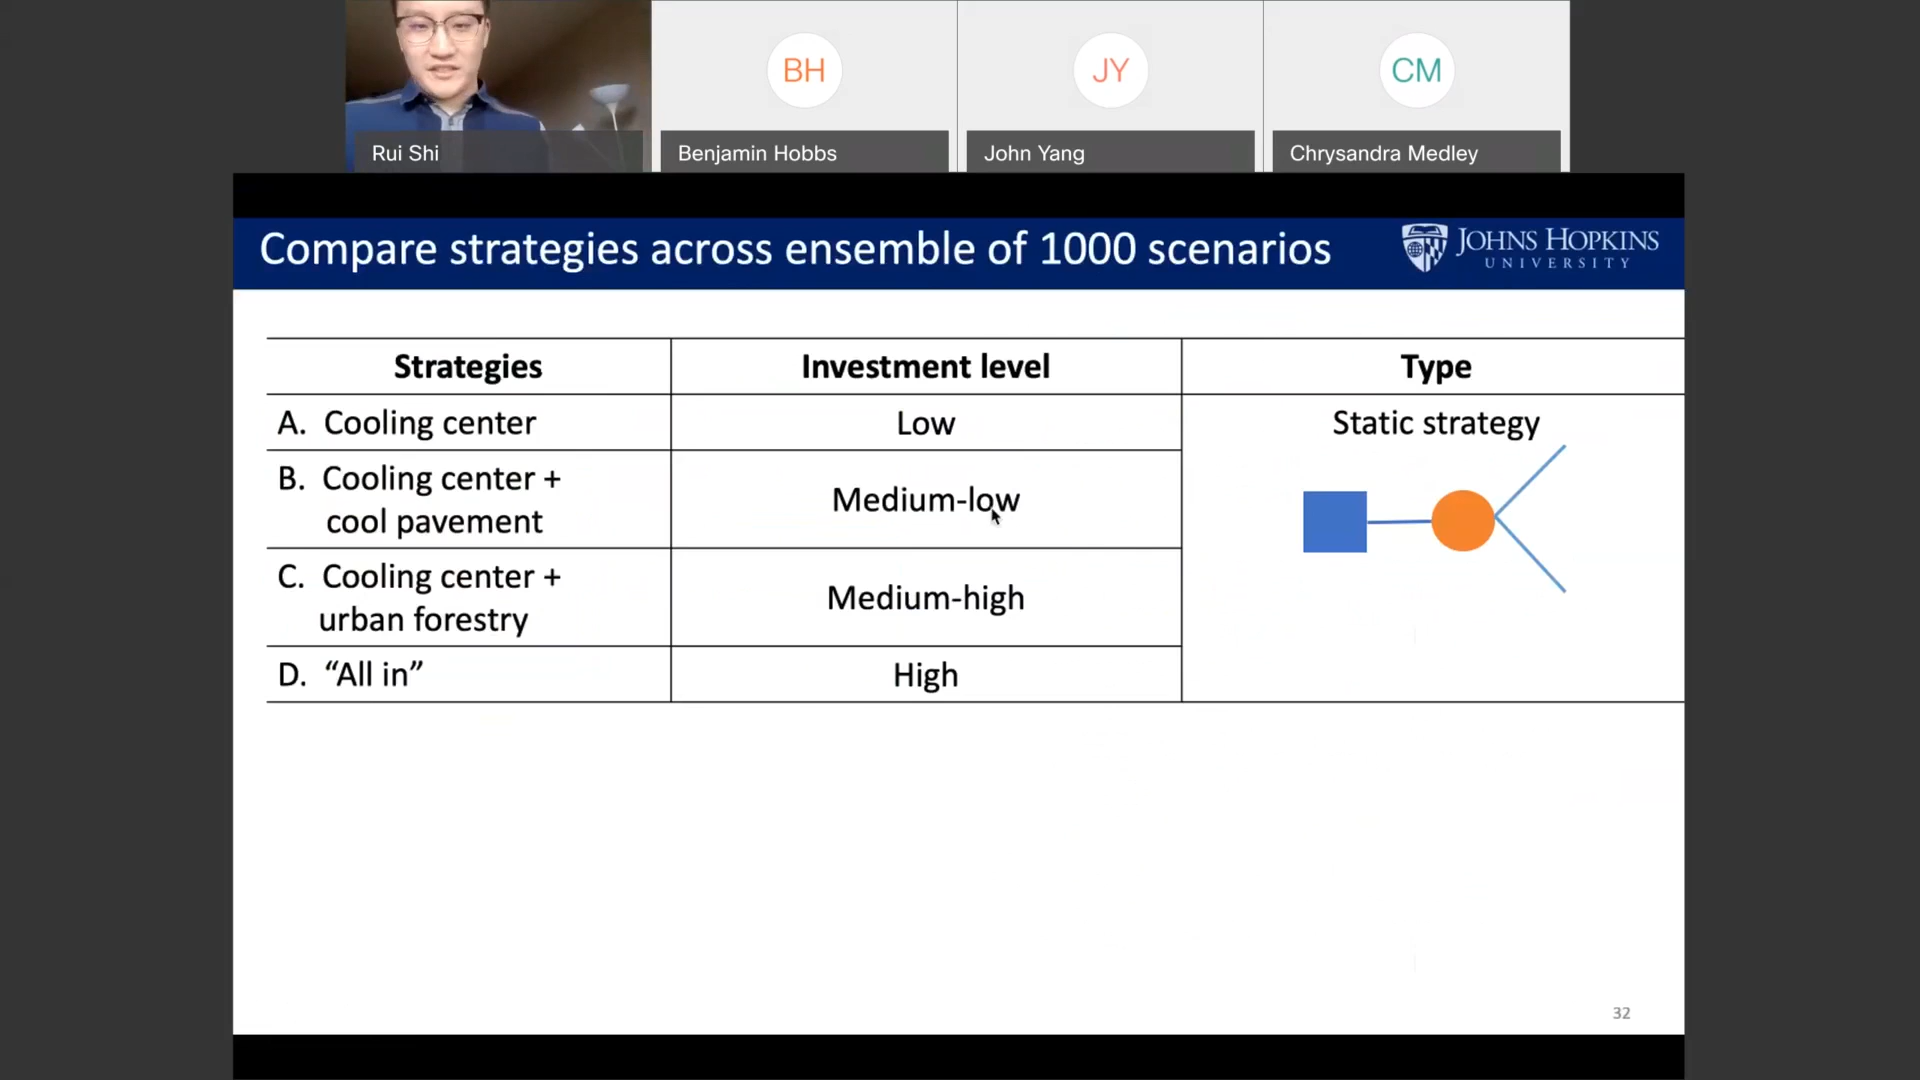 BH
JY
CM
Rui Shi
Benjamin Hobbs
John Yang
Chrysandra Medley
Compare strategies across ensemble of 1000 scenarios
JOHNS HOPKINS
UNIVERSITY
Strategies
Investment level
Type
A. Cooling center
Low
Static strategy
B. Cooling center +
cool pavement
Medium-low
C. Cooling center +
urban forestry
Medium-high
D. “All in”
High
32